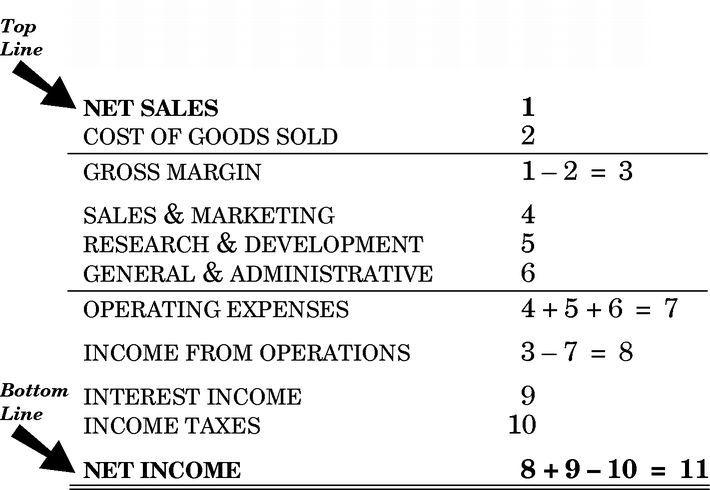 Top
Line
NET SALES 1
COST OF GOODS SOLD 2
GROSS MARGIN 1 – 2 = 3
SALES & MARKETING 4
RESEARCH & DEVELOPMENT 5
GENERAL & ADMINISTRATIVE 6
OPERATING EXPENSES 4 + 5 + 6 = 7
INCOME FROM OPERATIONS 3 – 7 = 8
Bottom
Line
INTEREST INCOME 9
INCOME TAXES 10
NET INCOME 8 + 9 – 10 = 11